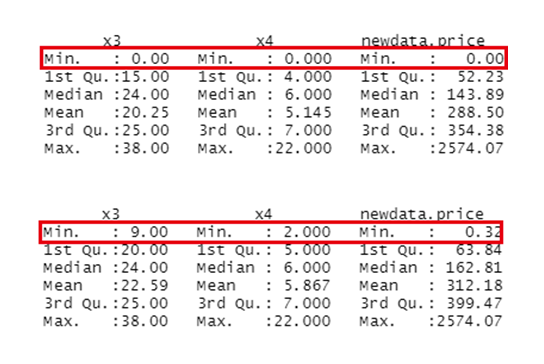 x3 x4 newdata.price
Min. : 0.00 Min. : 0.000 Min. : 0.00
1st Qu.:15.00 1st Qu.: 4.000 1st Qu.: 52.23
Median :24.00 Median : 6.000 Median : 143.89
Mean :20.25 Mean : 5.145 Mean : 288.50
3rd Qu.:25.00 3rd Qu.: 7.000 3rd Qu.: 354.38
Max. :38.00 Max. :22.000 Max. :2574.07
x3 x4 newdata.price
Min. : 9.00 Min. : 2.000 Min. : 0.32
1st Qu.:20.00 1st Qu.: 5.000 1st Qu.: 63.84
Median :24.00 Median : 6.000 Median : 162.81
Mean :22.59 Mean : 5.867 Mean : 312.18
3rd Qu.:25.00 3rd Qu.: 7.000 3rd Qu.: 399.47
Max. :38.00 Max. :22.000 Max. :2574.07